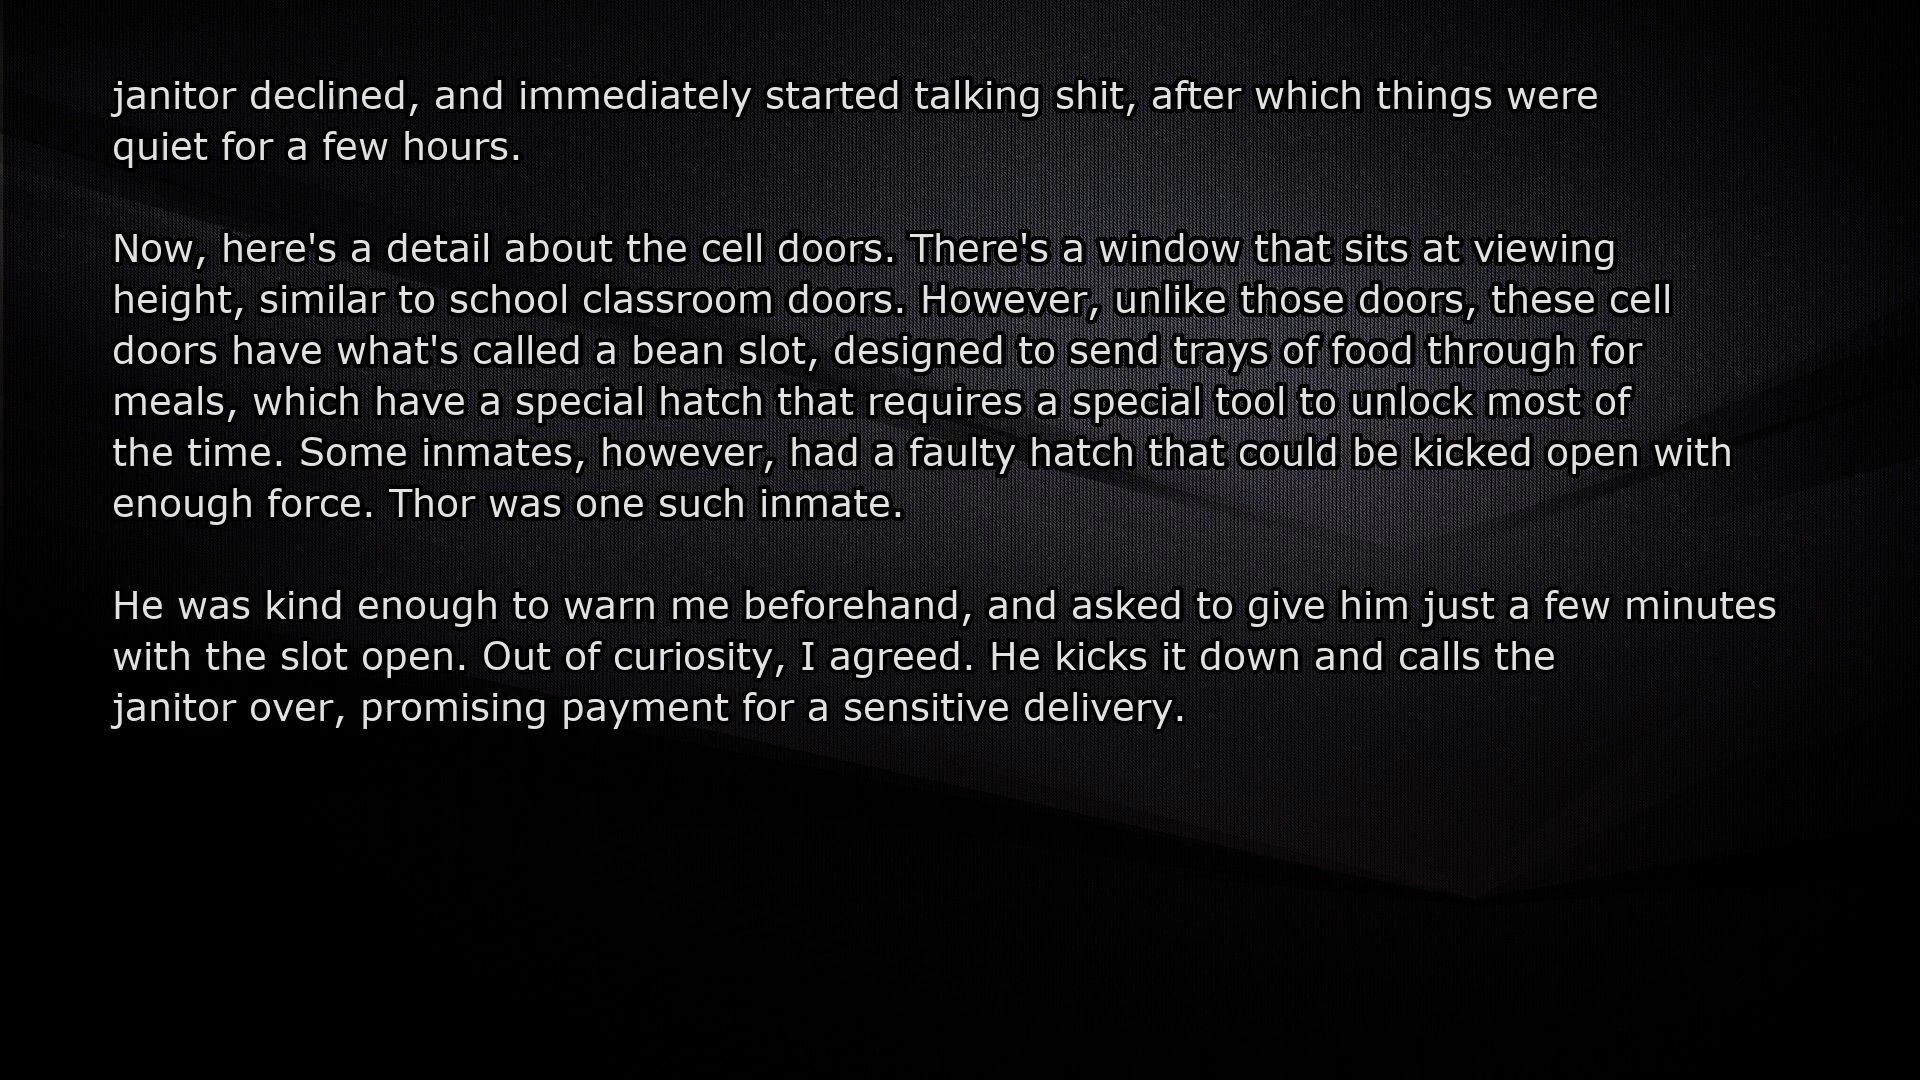 janitor declined, and immediately started talking shit, after which things were
quiet for a few hours.
Now, here's a detail about the cell doors. There's a window that sits at viewing
height, similar to school classroom doors. However, unlike those doors, these cell
doors have what's called a bean slot, designed to send trays of food through for
meals, which have a special hatch that requires a special tool to unlock most of
the time. Some inmates, however, had a faulty hatch that could be kicked open with
enough force. Thor was one such inmate.
He was kind enough to warn me beforehand, and asked to give him just a few minutes
with the slot open. Out of curiosity, I agreed. He kicks it down and calls the
janitor over, promising payment for a sensitive delivery.